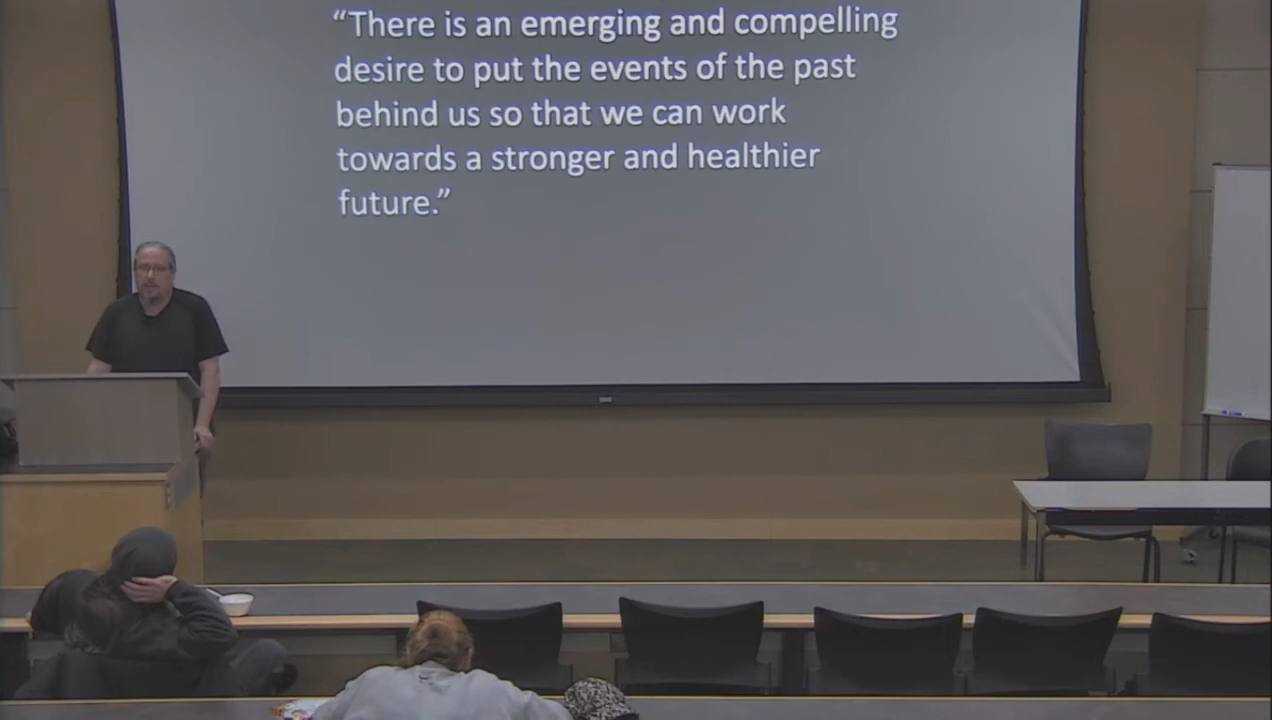 “There is an emerging and compelling
desire to put the events of the past
behind us so that we can work
towards a stronger and healthier
future.”